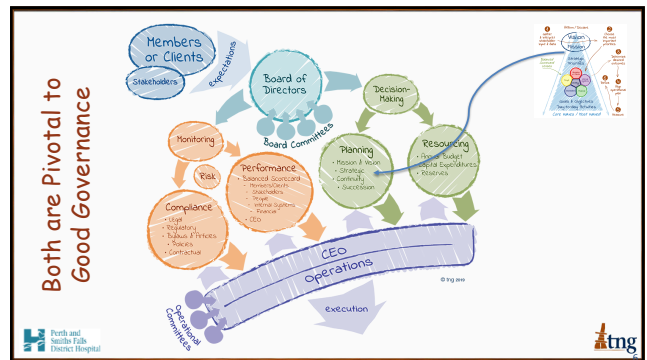 Both are Pivotal to
Good Governance
Members
or Clients
Stakeholders
expectations
Board of
Directors
Board Committees
Decision-
Making
Monitoring
Risk
Performance
• Balanced Scorecard
- Members/Clients
- Stakeholders
- People
- Internal Systems
- Financial
• CEO
Compliance
• Legal
• Regulatory
• Bylaws & Articles
• Policies
• Contractual
Planning
• Mission & Vision
• Strategic
• Continuity
• Succession
Resourcing
• Annual Budget
• Capital Expenditures
• Reserves
CEO
Operations
Operational
Committees
execution
© tng 2019
Vision
Mission
Perth and
Smiths Falls
District Hospital
tng